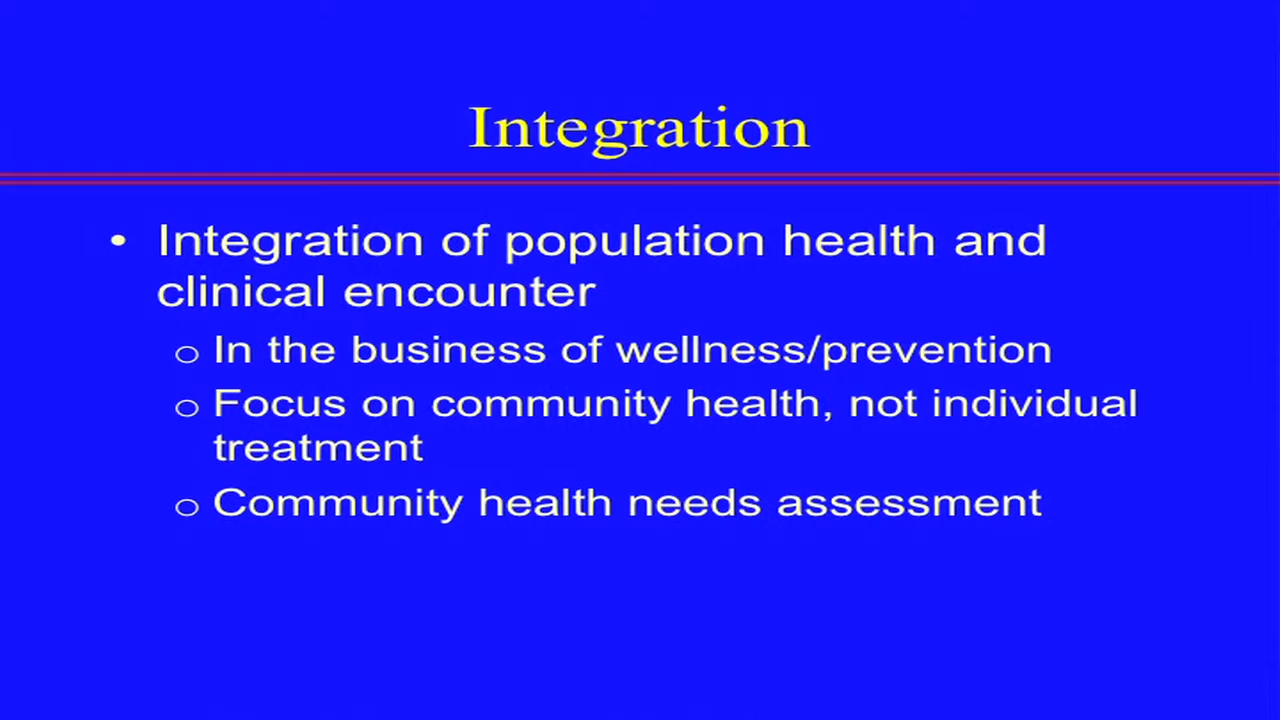 Integration
• Integration of population health and
clinical encounter
o In the business of wellness/prevention
o Focus on community health, not individual
treatment
o Community health needs assessment